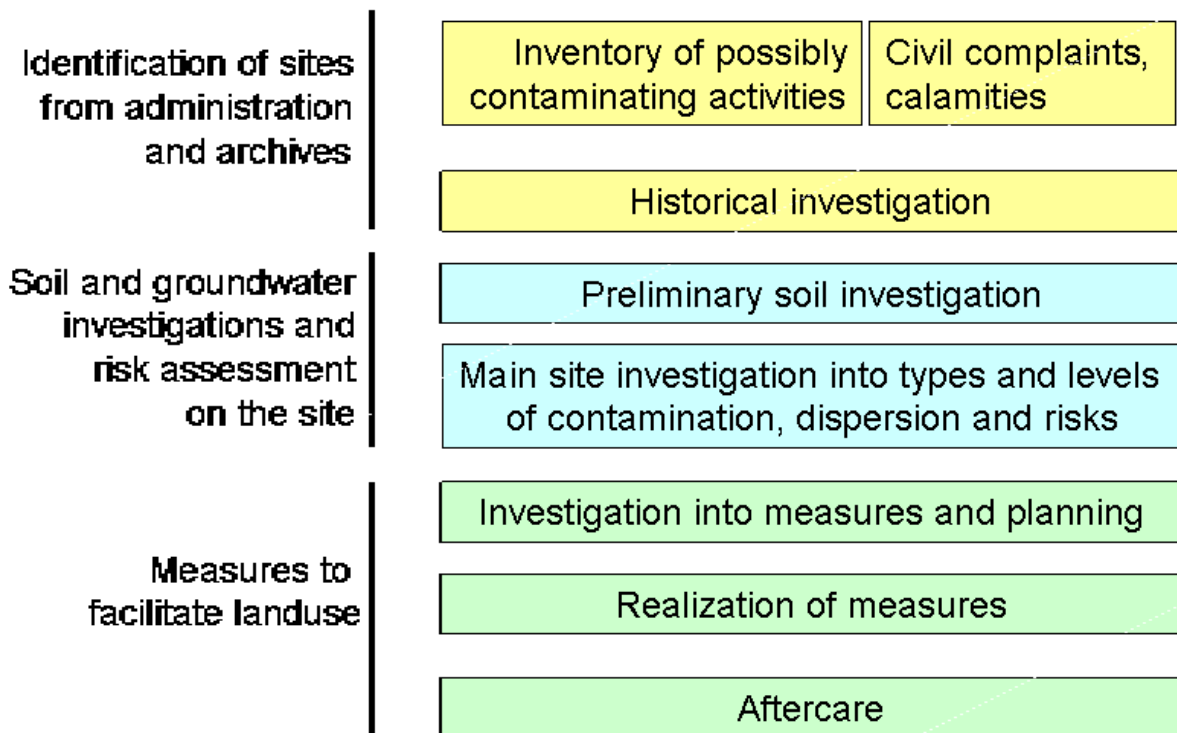 Identification of sites
from administration
and archives
Inventory of possibly
contaminating activities
Civil complaints,
calamities
Historical investigation
Soil and groundwater
investigations and
risk assessment
on the site
Preliminary soil investigation
Main site investigation into types and levels
of contamination, dispersion and risks
Measures to
facilitate landuse
Investigation into measures and planning
Realization of measures
Aftercare